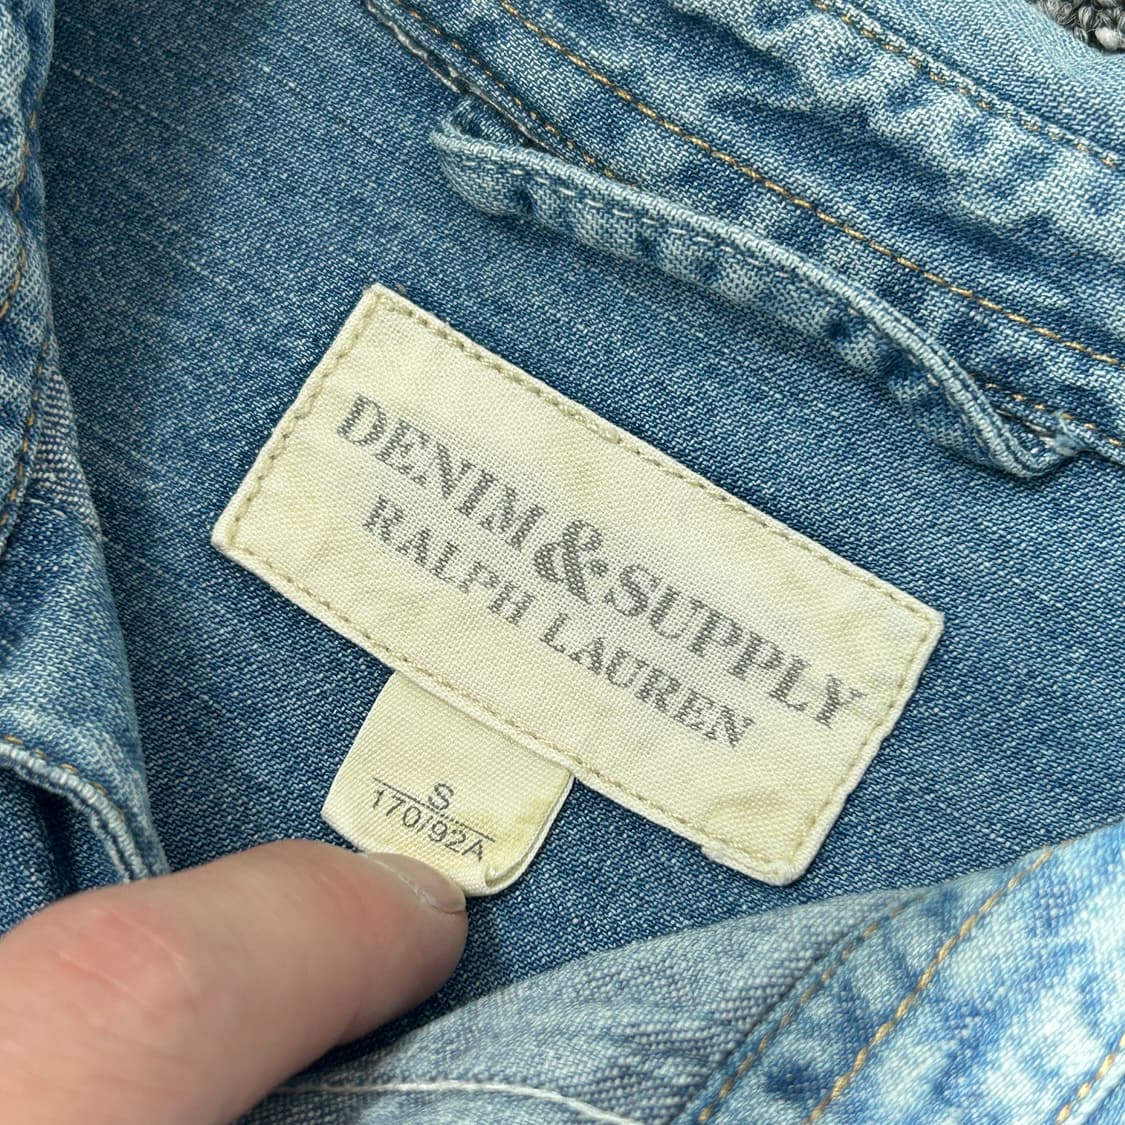 DENIM & SUPPLY
RALPH LAUREN
S
170/92A